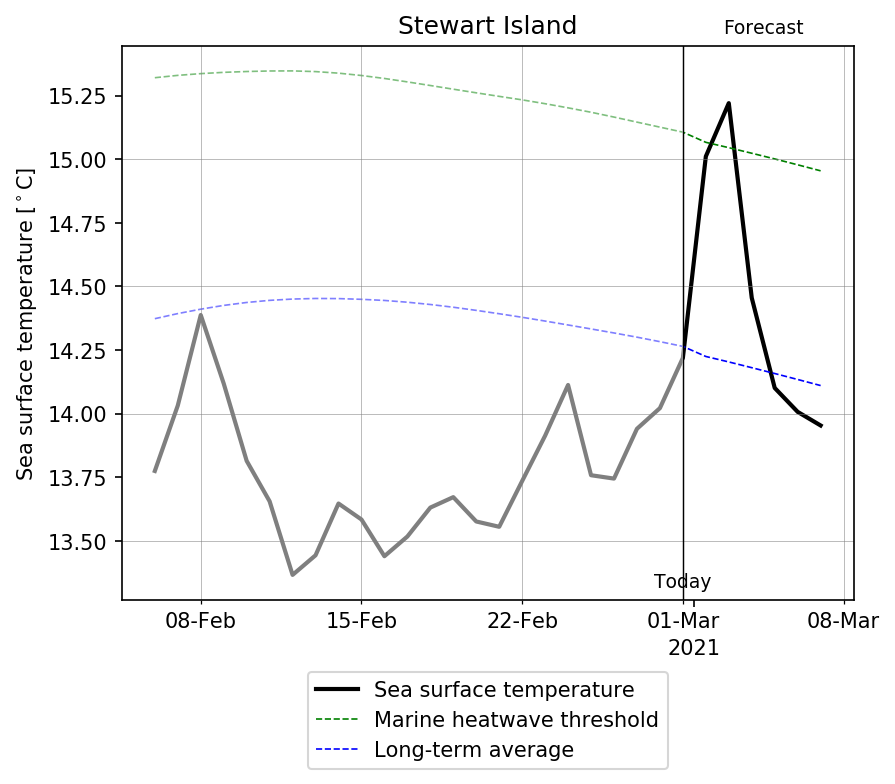 Stewart Island
Forecast
Sea surface temperature [°C]
15.25
15.00
14.75
14.50
14.25
14.00
13.75
13.50
Today
08-Feb
15-Feb
22-Feb
01-Mar
08-Mar
2021
Sea surface temperature
Marine heatwave threshold
Long-term average